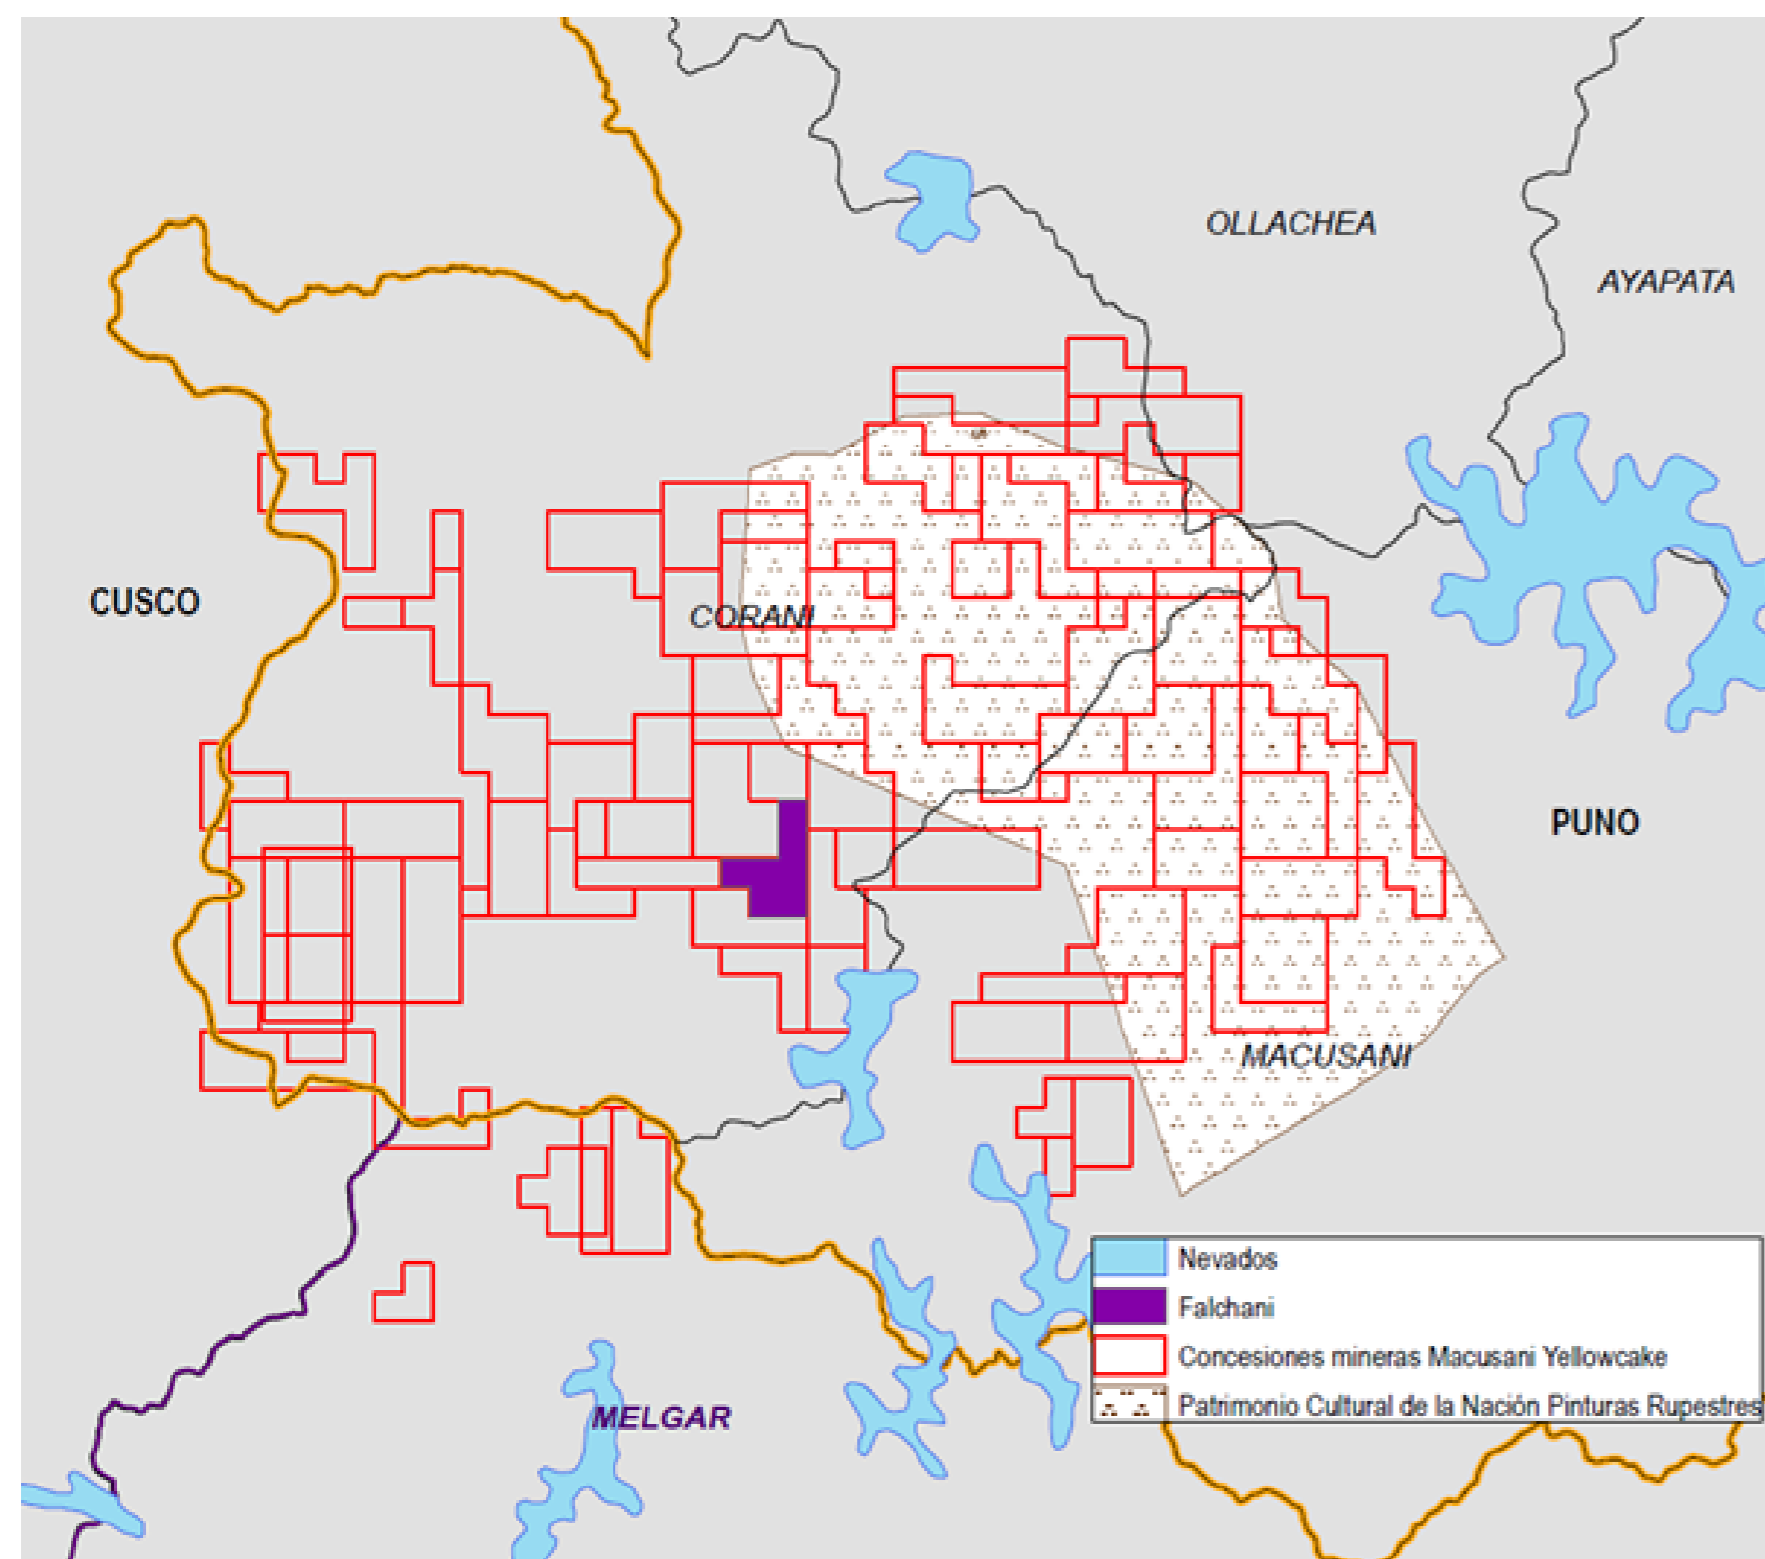 OLLACHEA
AYAPATA
CUSCO
CORANI
PUNO
MACUSANI
MELGAR
Nevados
Falchani
Concesiones mineras Macusani Yellowcake
Patrimonio Cultural de la Nación Pinturas Rupestres